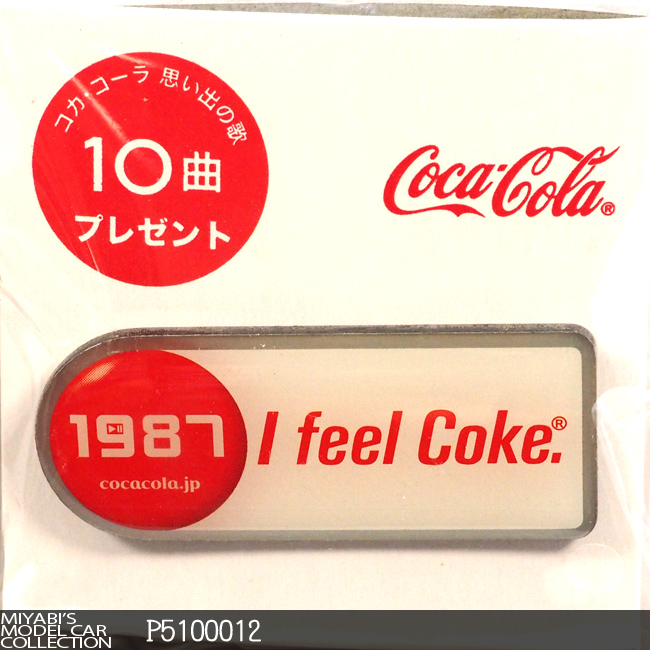 コカ・コーラ 思い出の歌
10曲
プレゼント
Coca-Cola®
1987
cocacola.jp
I feel Coke.®
MIYABI'S
MODEL CAR
COLLECTION
P5100012